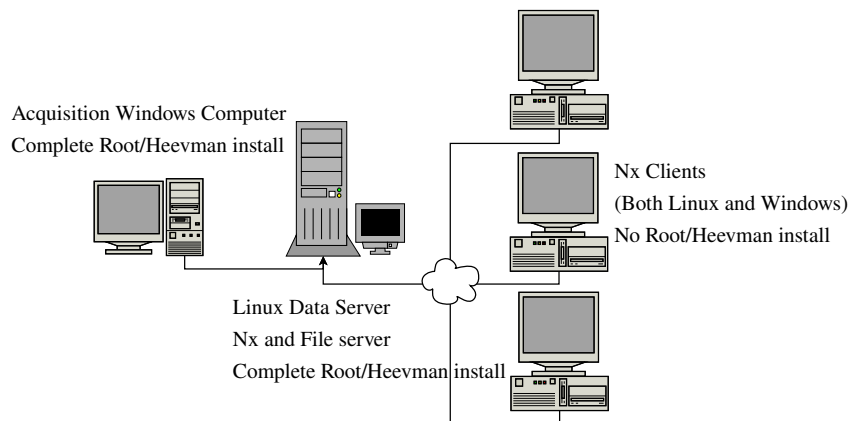 Acquisition Windows Computer
Complete Root/Heevman install
Nx Clients
(Both Linux and Windows)
No Root/Heevman install
Linux Data Server
Nx and File server
Complete Root/Heevman install